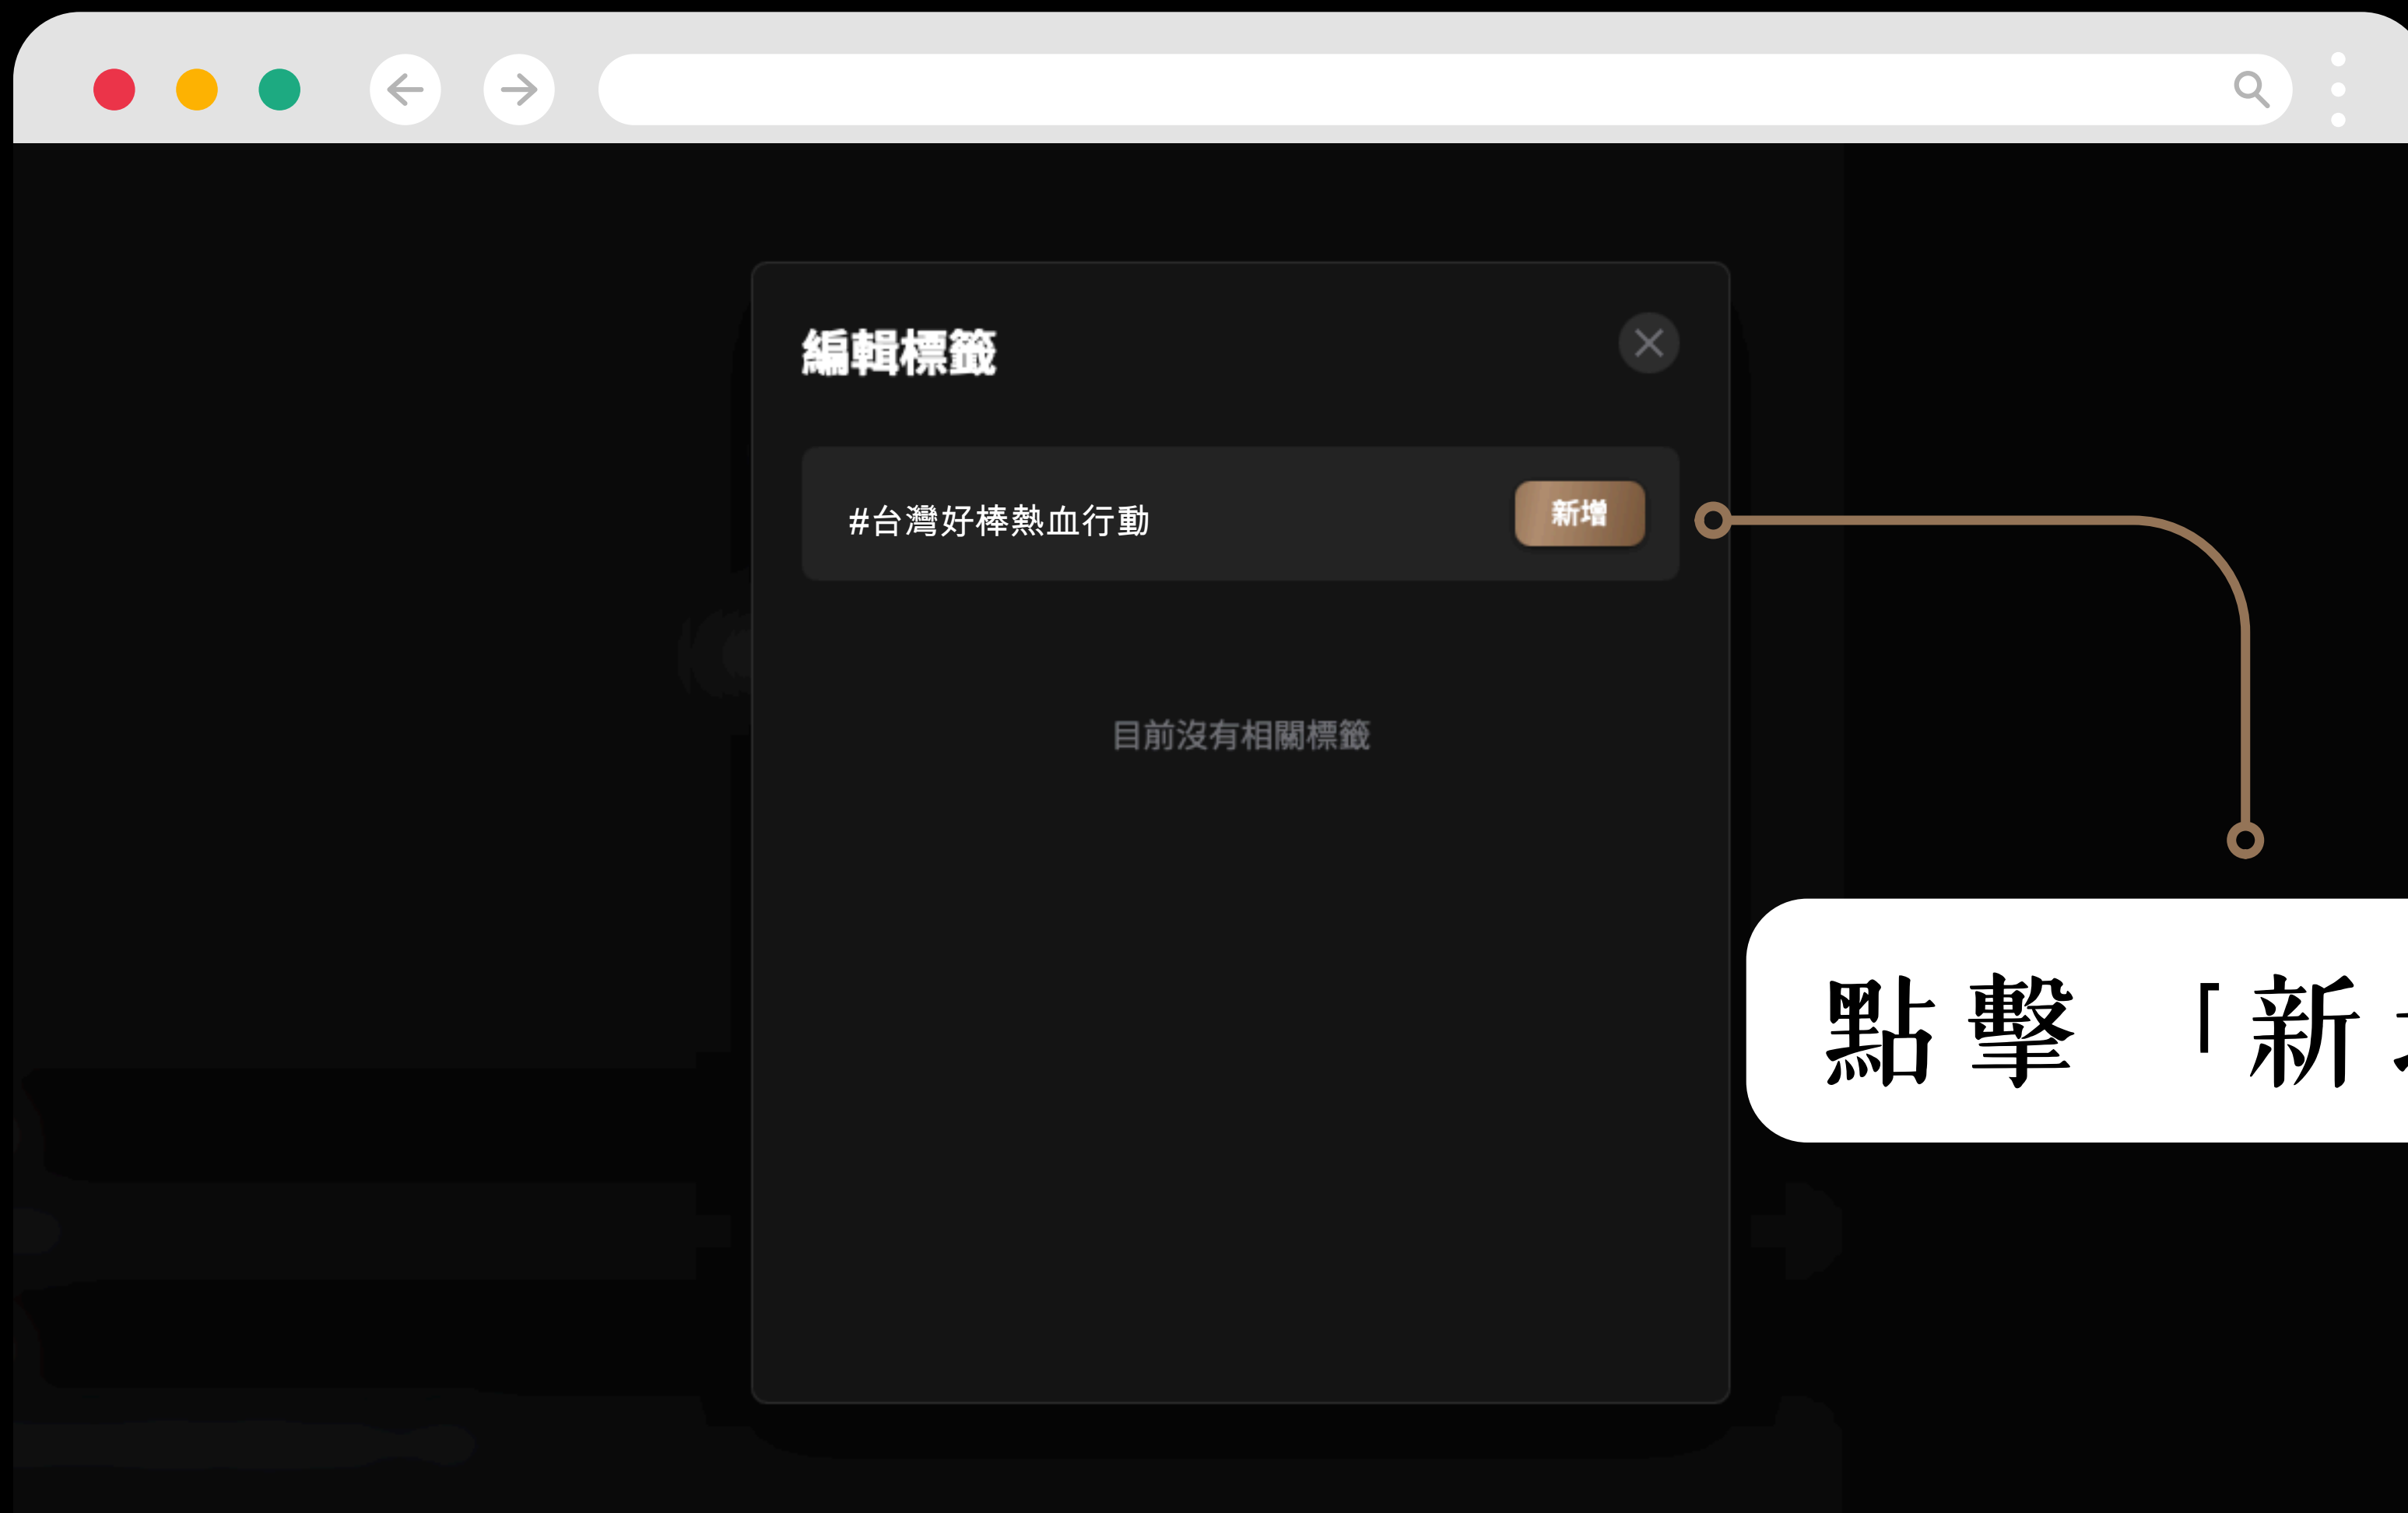 編輯標籤
#台灣好棒熱血行動
新增
目前沒有相關標籤
點擊「新